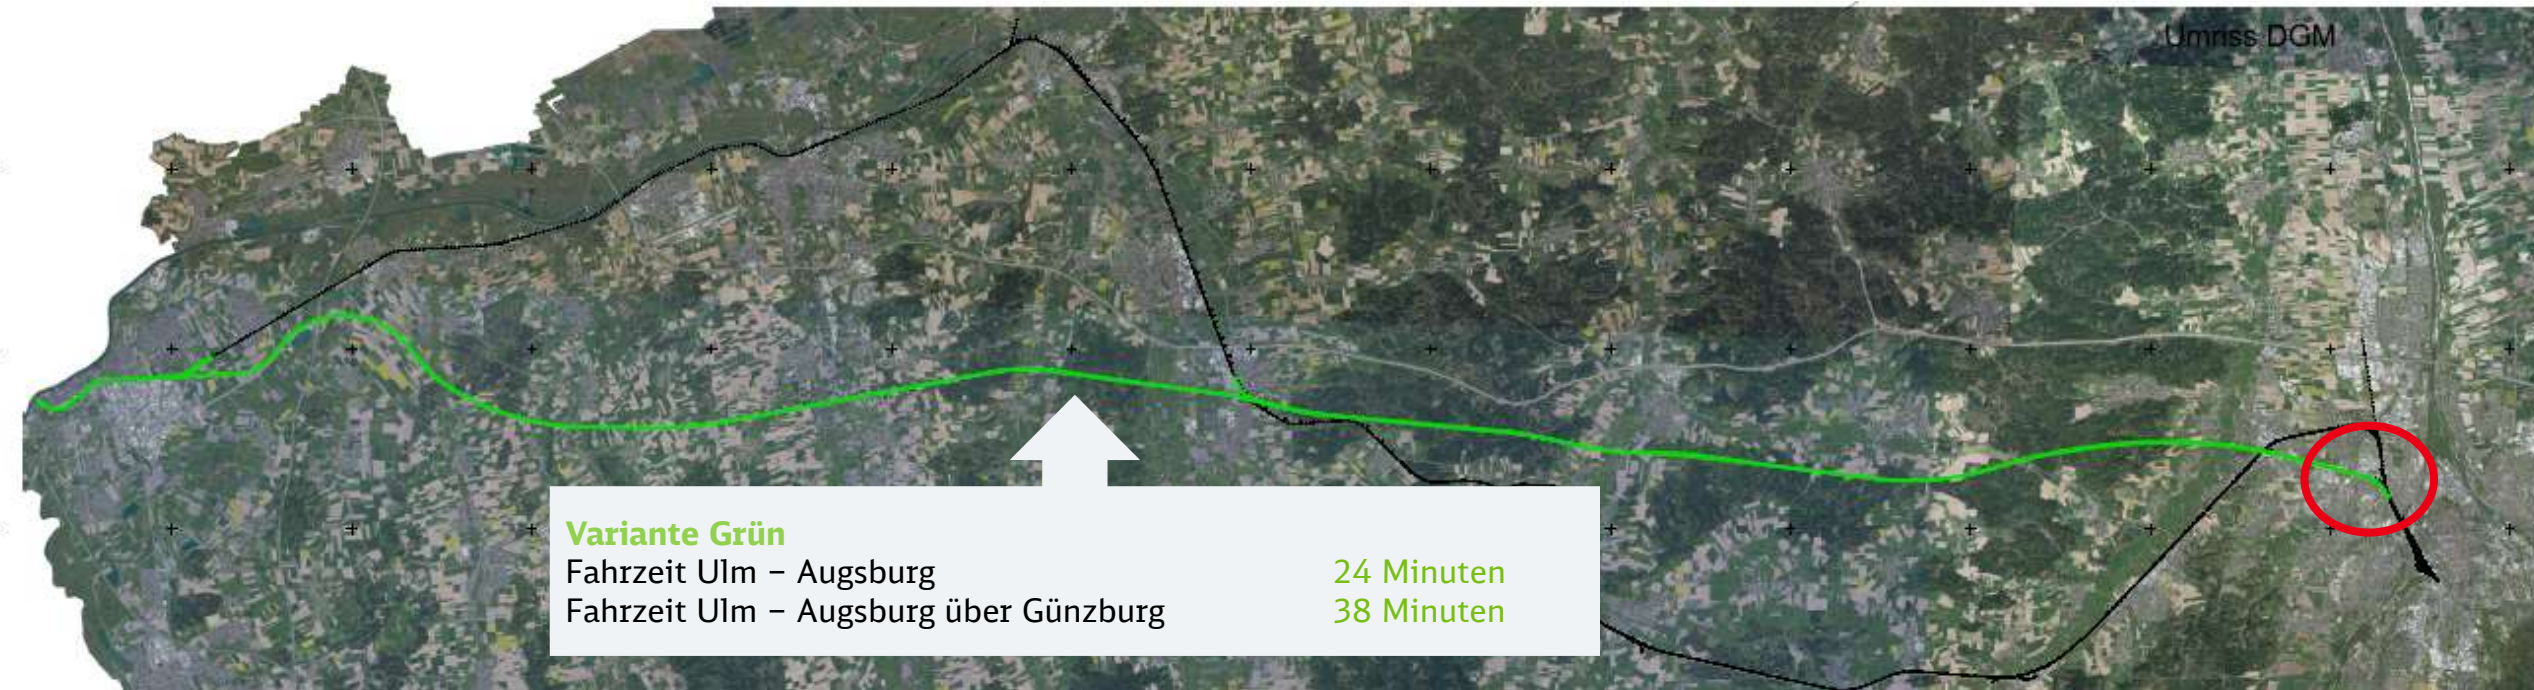 Umriss DGM
Variante Grün
Fahrzeit Ulm – Augsburg 24 Minuten
Fahrzeit Ulm – Augsburg über Günzburg 38 Minuten